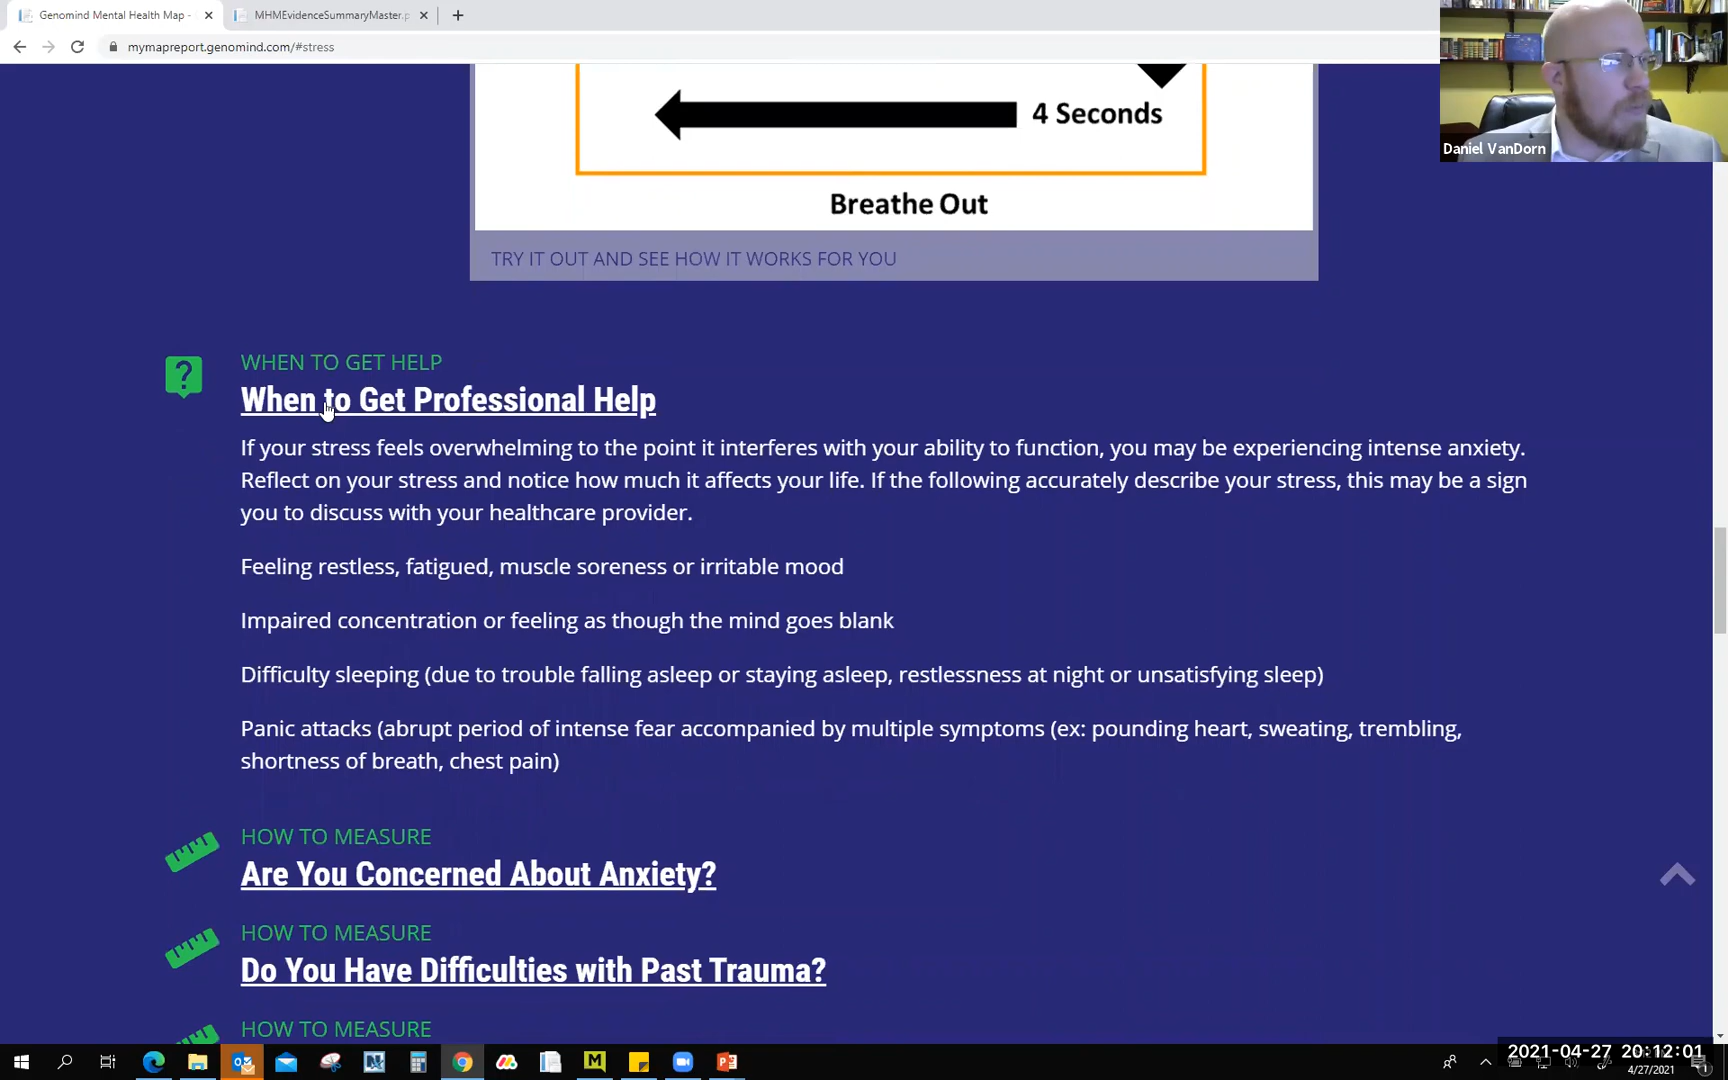 Genomind Mental Health Map -
MHMEvidenceSummaryMaster.p
mymapreport.genomind.com/#stress
4 Seconds
Breathe Out
Daniel VanDorn
TRY IT OUT AND SEE HOW IT WORKS FOR YOU
?
WHEN TO GET HELP
When to Get Professional Help
If your stress feels overwhelming to the point it interferes with your ability to function, you may be experiencing intense anxiety.
Reflect on your stress and notice how much it affects your life. If the following accurately describe your stress, this may be a sign
you to discuss with your healthcare provider.
Feeling restless, fatigued, muscle soreness or irritable mood
Impaired concentration or feeling as though the mind goes blank
Difficulty sleeping (due to trouble falling asleep or staying asleep, restlessness at night or unsatisfying sleep)
Panic attacks (abrupt period of intense fear accompanied by multiple symptoms (ex: pounding heart, sweating, trembling,
shortness of breath, chest pain)
HOW TO MEASURE
Are You Concerned About Anxiety?
HOW TO MEASURE
Do You Have Difficulties with Past Trauma?
HOW TO MEASURE
2021-04-27 20:12:01
4/27/2021